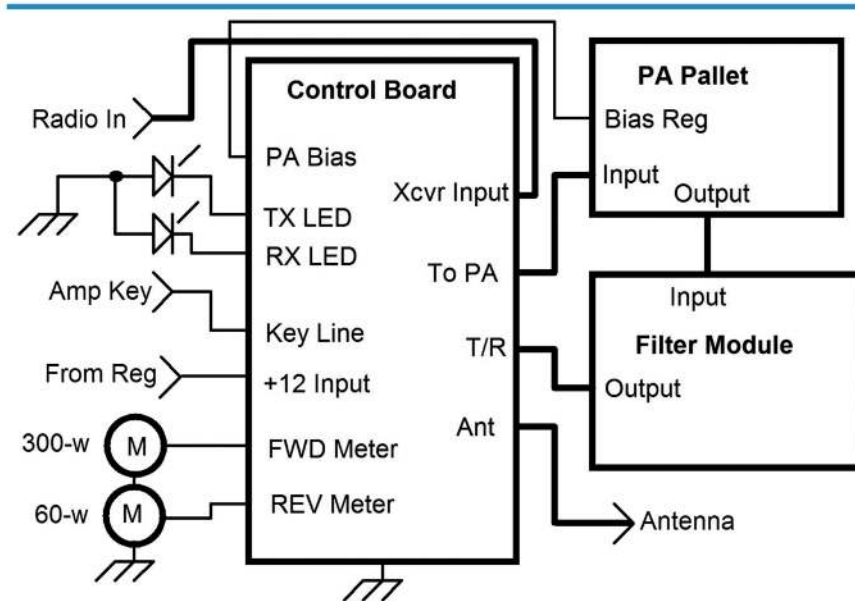 Radio In
Amp Key
From Reg
300-w
M
60-w
M
Control Board
PA Bias
TX LED
RX LED
Key Line
+12 Input
FWD Meter
REV Meter
Xcvr Input
To PA
T/R
Ant
PA Pallet
Bias Reg
Input
Output
Input
Filter Module
Output
Antenna